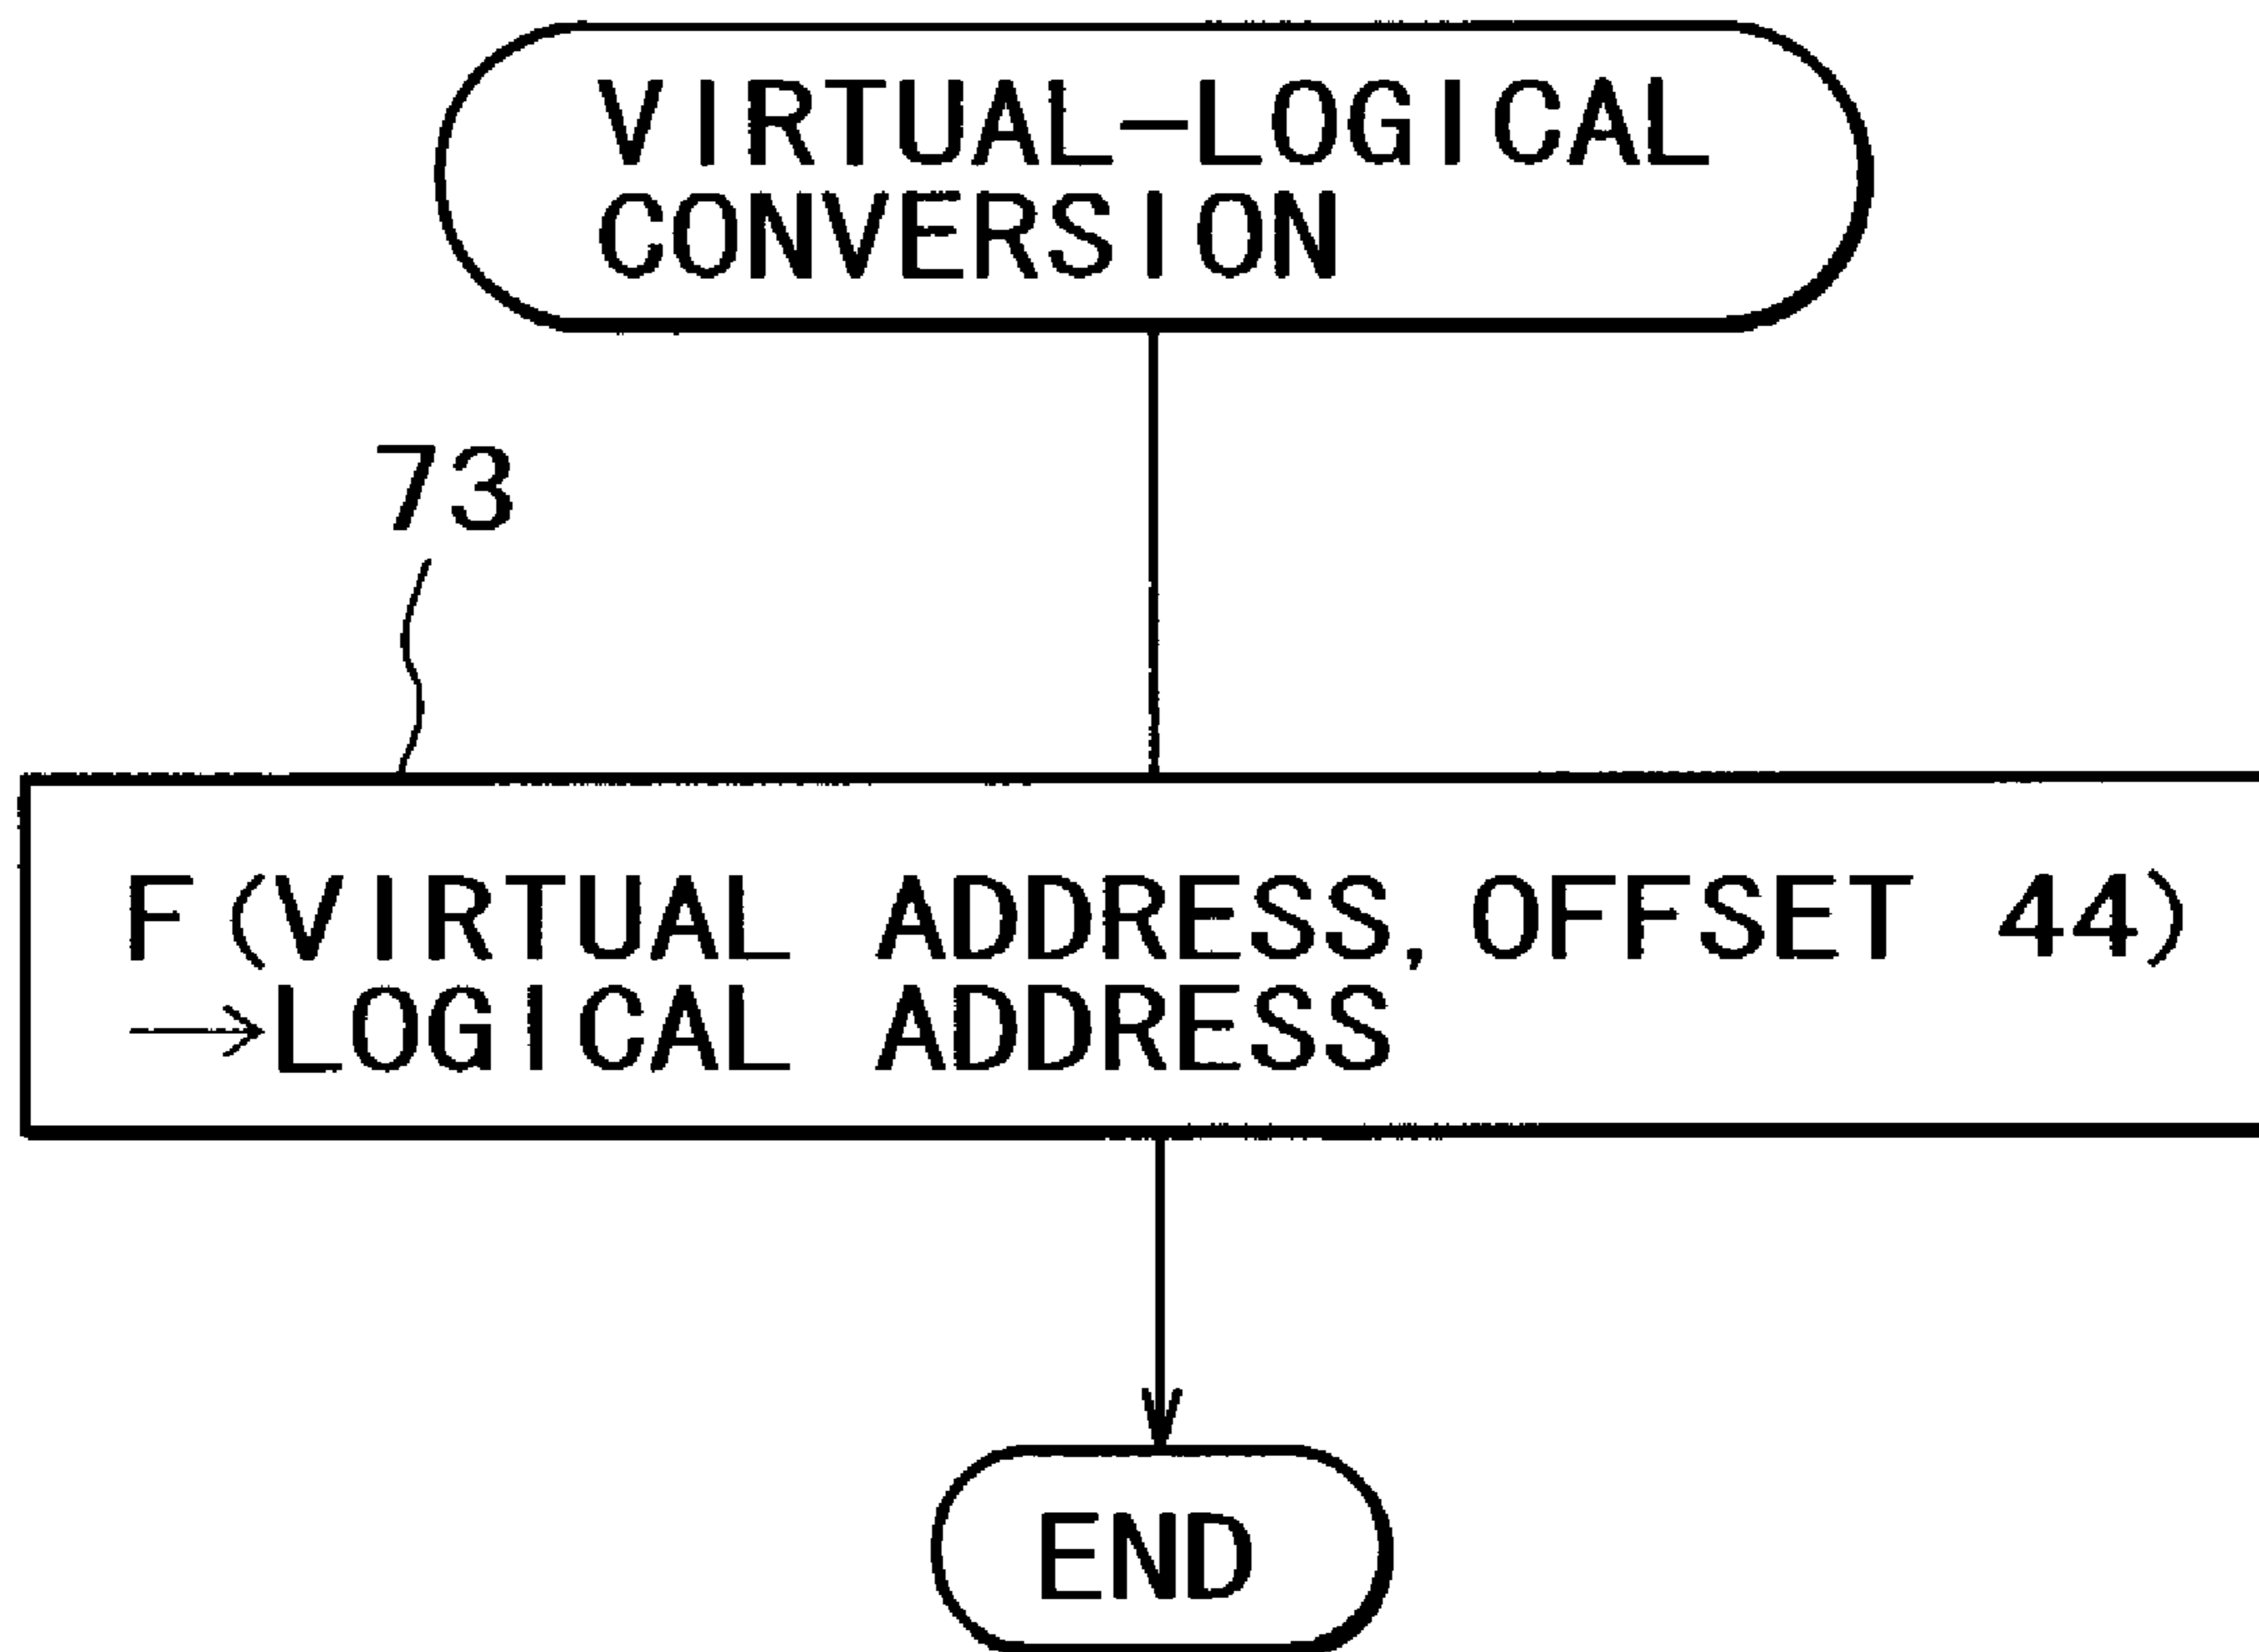 VIRTUAL-LOGICAL
CONVERSION
73
F(VIRTUAL ADDRESS, OFFSET 44)
→LOGICAL ADDRESS
END